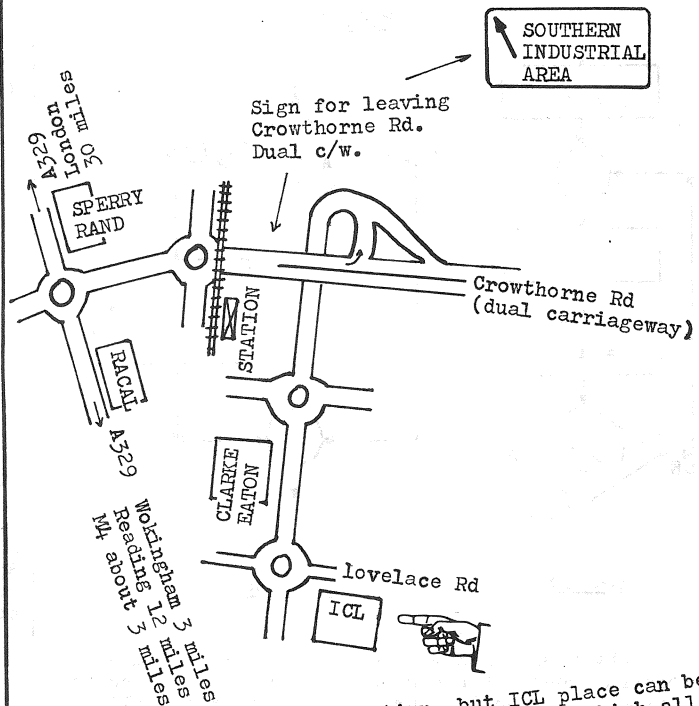 SOUTHERN
INDUSTRIAL
AREA
Sign for leaving
Crowthorne Rd.
Dual c/w.
A329
London
30 miles
SPERRY
RAND
Crowthorne Rd
(dual carriageway)
STATION
RACAL
A329
CLARKE
EATON
Wokingham 3 miles
Reading 12 miles
M4 about 3 miles
lovelace Rd
ICL
but ICL place can be